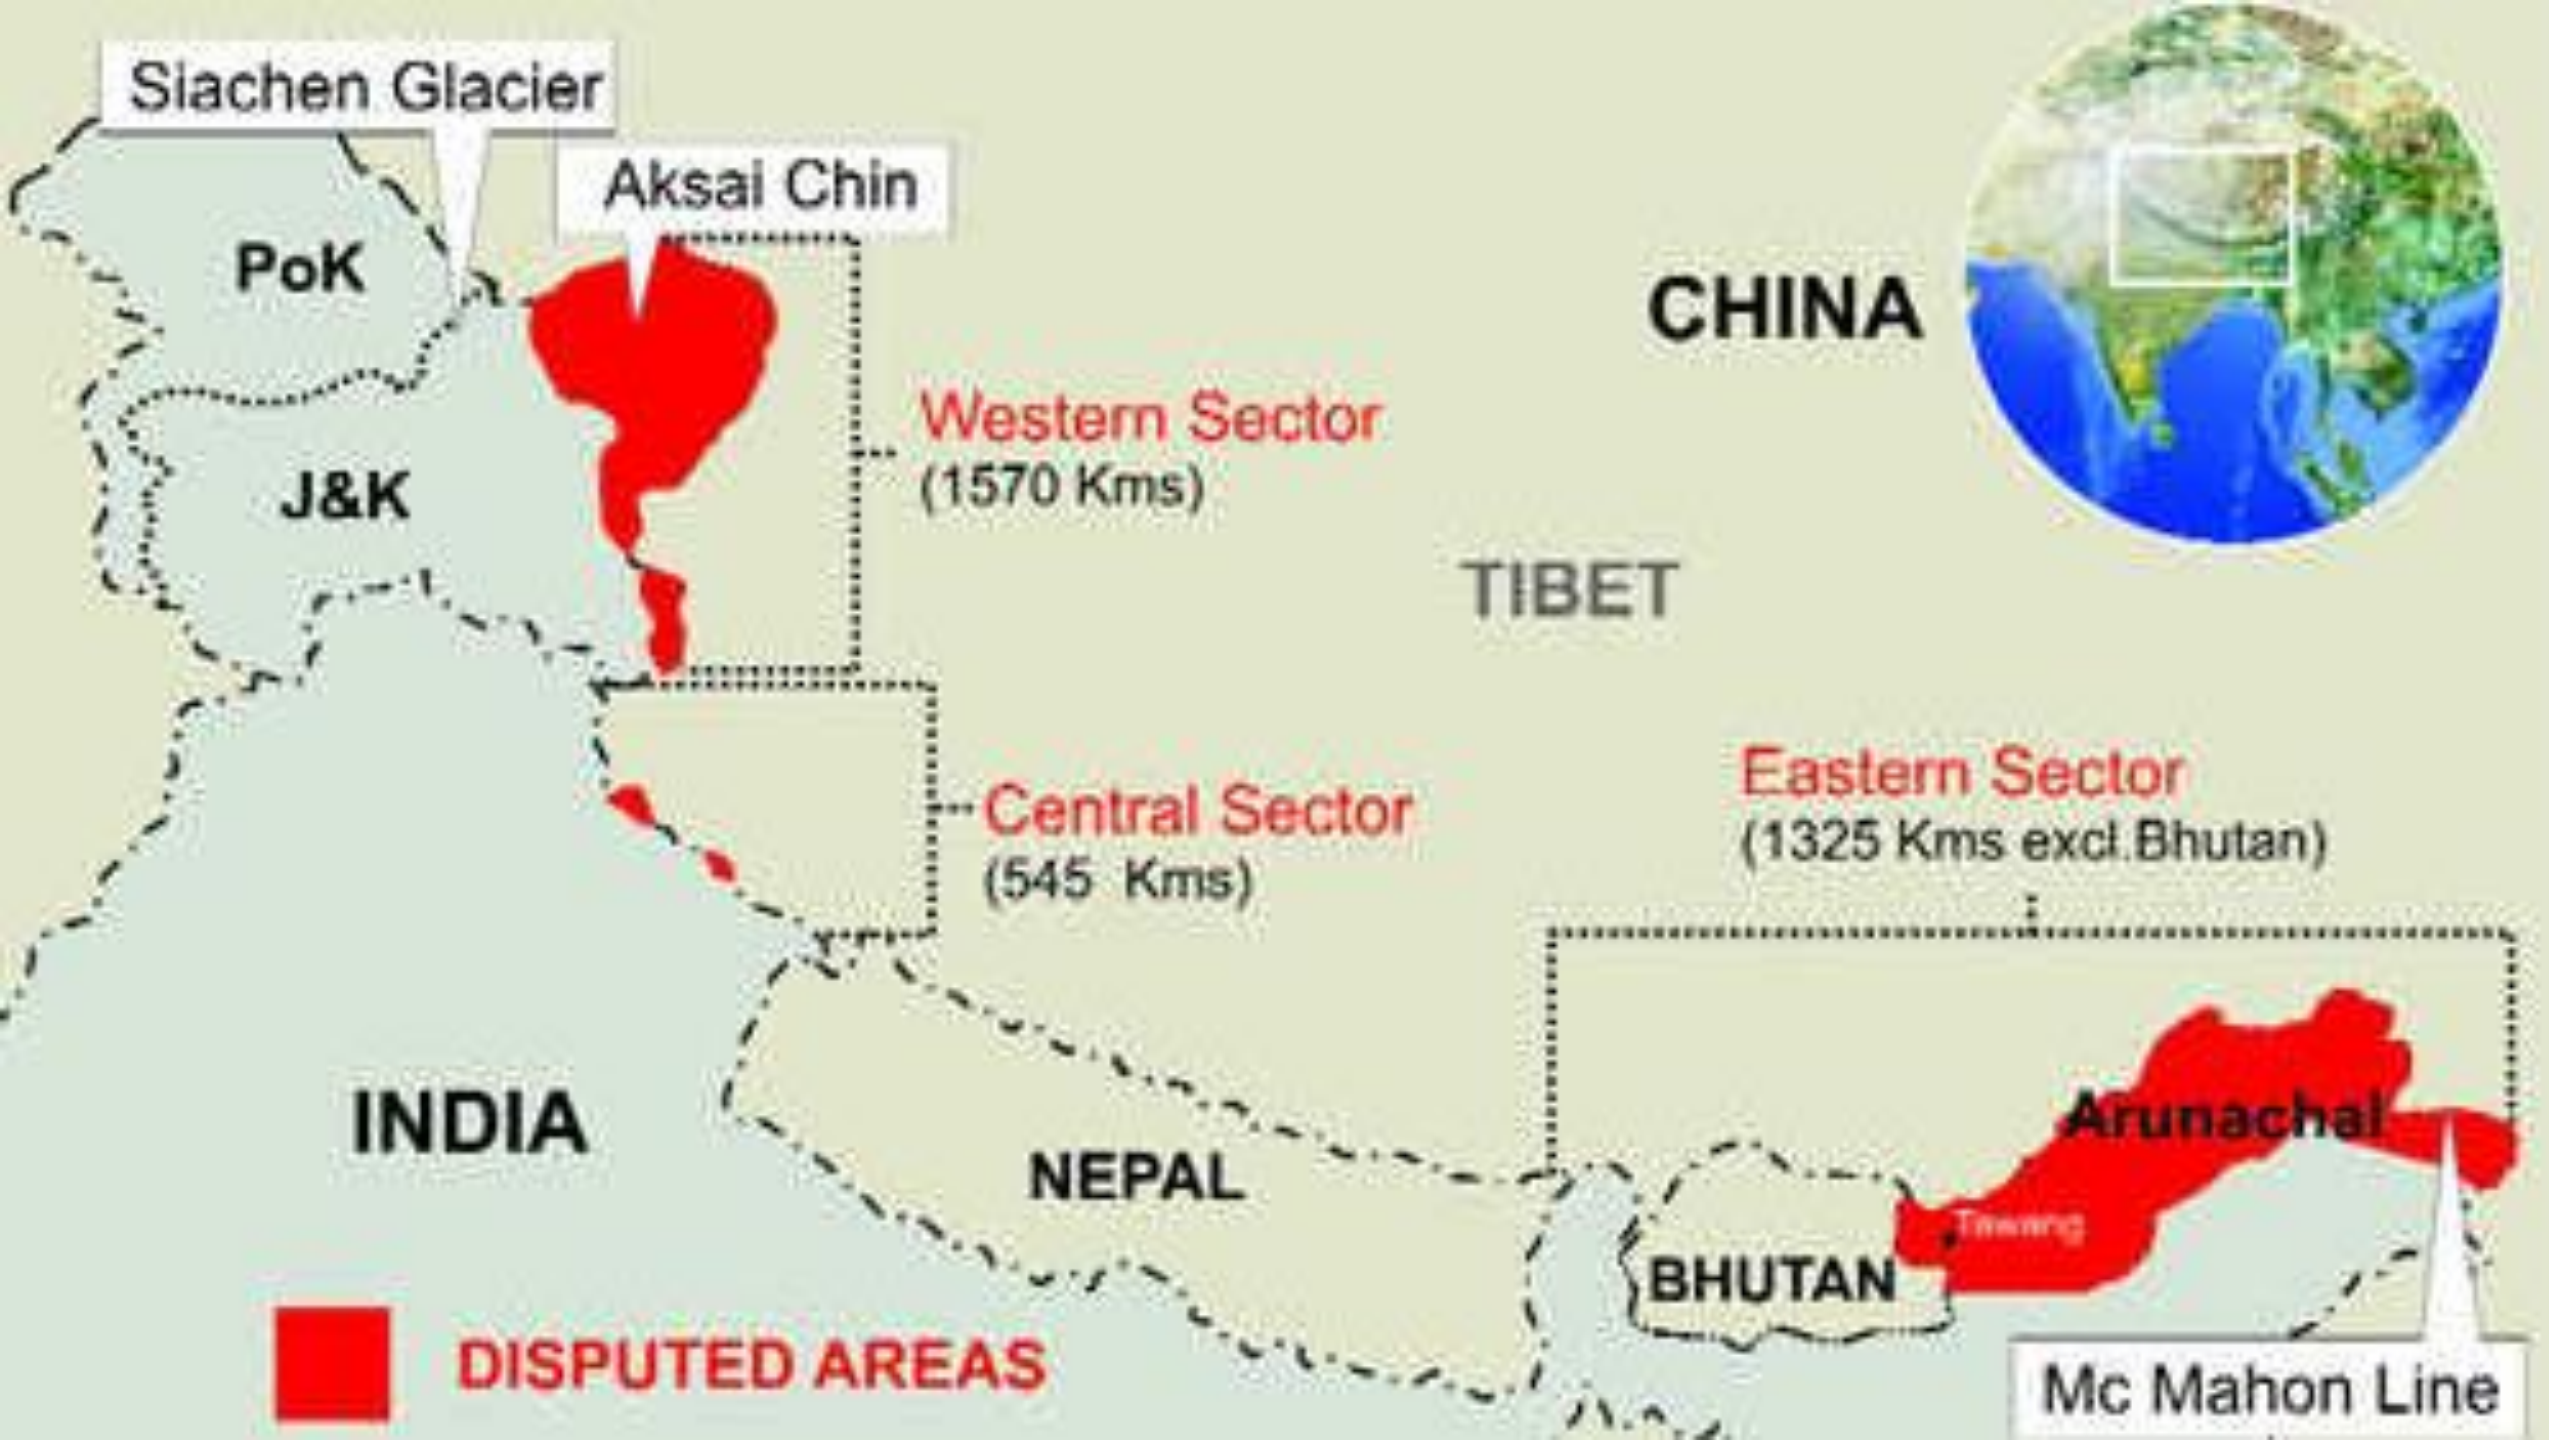 Siachen Glacier
Aksai Chin
PoK
CHINA
Western Sector
(1570 Kms)
J&K
TIBET
Eastern Sector
(1325 Kms excl.Bhutan)
Central Sector
(545 Kms)
INDIA
Arunachal
NEPAL
Tawang
BHUTAN
DISPUTED AREAS
Mc Mahon Line